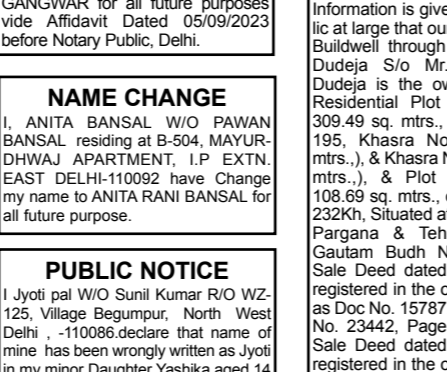 GANGWAR for all future purposes
vide Affidavit Dated 05/09/2023
before Notary Public, Delhi.
NAME CHANGE
I, ANITA BANSAL W/O PAWAN
BANSAL residing at B-504, MAYUR-
DHWAJ APARTMENT, I.P EXTN.
EAST DELHI-110092 have Change
my name to ANITA RANI BANSAL for
all future purpose.
PUBLIC NOTICE
I Jyoti pal W/O Sunil Kumar R/O WZ-
125, Village Begumpur, North West
Delhi , -110086.declare that name of
mine has been wrongly written as Jyoti
in my minor Daughter Yashika aged 14
Information is give
lic at large that our
Buildwell through
Dudeja S/o Mr.
Dudeja is the ow
Residential Plot
309.49 sq. mtrs.,
195, Khasra No
mtrs.,), & Khasra N
mtrs.,), & Plot
108.69 sq. mtrs., 
232Kh, Situated at
Pargana & Teh
Gautam Budh N
Sale Deed dated
registered in the o
as Doc No. 15787
No. 23442, Page
Sale Deed dated
registered in the o